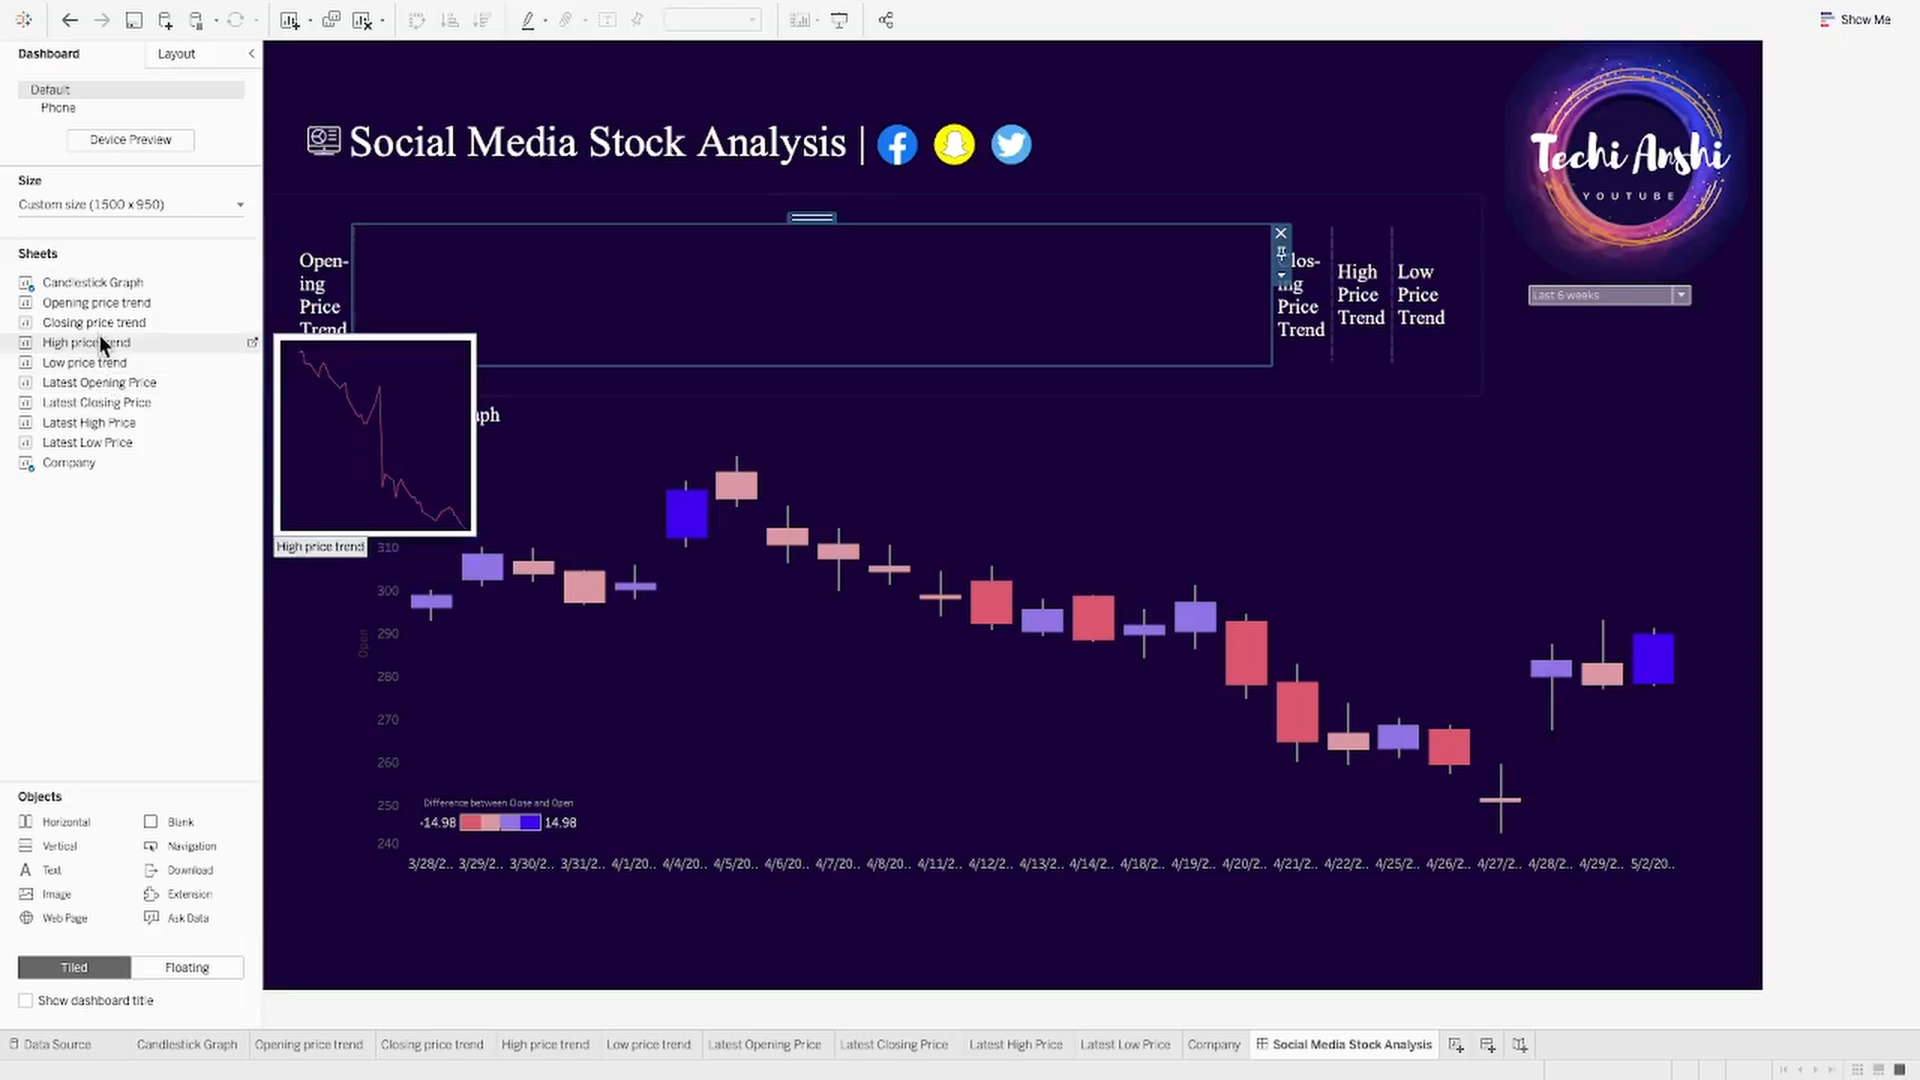 Show Me
Dashboard
Layout
Default
Phone
Device Preview
Size
Custom size (1500 x 950)
Sheets
Candlestick Graph
Opening price trend
Closing price trend
High price trend
Low price trend
Latest Opening Price
Latest Closing Price
Latest High Price
Latest Low Price
Company
Objects
Horizontal
Blank
Vertical
Navigation
Text
Download
Image
Extension
Web Page
Ask Data
Tiled
Floating
Show dashboard title
Social Media Stock Analysis |
Techi Anshi
YOUTUBE
Open-
ing
Price
Trend
los-
ing
Price
Trend
High
Price
Trend
Low
Price
Trend
Last 6 weeks
aph
High price trend
Open
310
300
290
280
270
260
250
240
Difference between Close and Open
-14.98
14.98
3/28/2..
3/29/2..
3/30/2..
3/31/2..
4/1/20..
4/4/20..
4/5/20..
4/6/20..
4/7/20..
4/8/20..
4/11/2..
4/12/2..
4/13/2..
4/14/2..
4/18/2..
4/19/2..
4/20/2..
4/21/2..
4/22/2..
4/25/2..
4/26/2..
4/27/2..
4/28/2..
4/29/2..
5/2/20..
Data Source
Candlestick Graph
Opening price trend
Closing price trend
High price trend
Low price trend
Latest Opening Price
Latest Closing Price
Latest High Price
Latest Low Price
Company
Social Media Stock Analysis